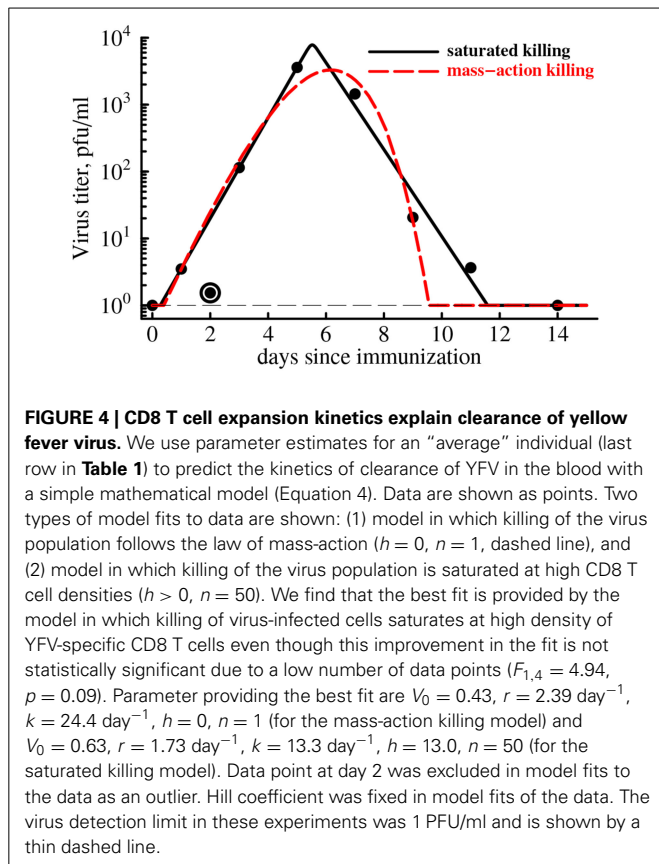 10⁴
10³
10²
10¹
10⁰
Virus titer, pfu/ml
saturated killing
mass−action killing
0 2 4 6 8 10 12 14
days since immunization
FIGURE 4 | CD8 T cell expansion kinetics explain clearance of yellow
fever virus. We use parameter estimates for an “average” individual (last
row in Table 1) to predict the kinetics of clearance of YFV in the blood with
a simple mathematical model (Equation 4). Data are shown as points. Two
types of model fits to data are shown: (1) model in which killing of the virus
population follows the law of mass-action (h = 0, n = 1, dashed line), and
(2) model in which killing of the virus population is saturated at high CD8 T
cell densities (h > 0, n = 50). We find that the best fit is provided by the
model in which killing of virus-infected cells saturates at high density of
YFV-specific CD8 T cells even though this improvement in the fit is not
statistically significant due to a low number of data points (F₁,₄ = 4.94,
p = 0.09). Parameter providing the best fit are V₀ = 0.43, r = 2.39 day⁻¹,
k = 24.4 day⁻¹, h = 0, n = 1 (for the mass-action killing model) and
V₀ = 0.63, r = 1.73 day⁻¹, k = 13.3 day⁻¹, h = 13.0, n = 50 (for the
saturated killing model). Data point at day 2 was excluded in model fits to
the data as an outlier. Hill coefficient was fixed in model fits of the data. The
virus detection limit in these experiments was 1 PFU/ml and is shown by a
thin dashed line.